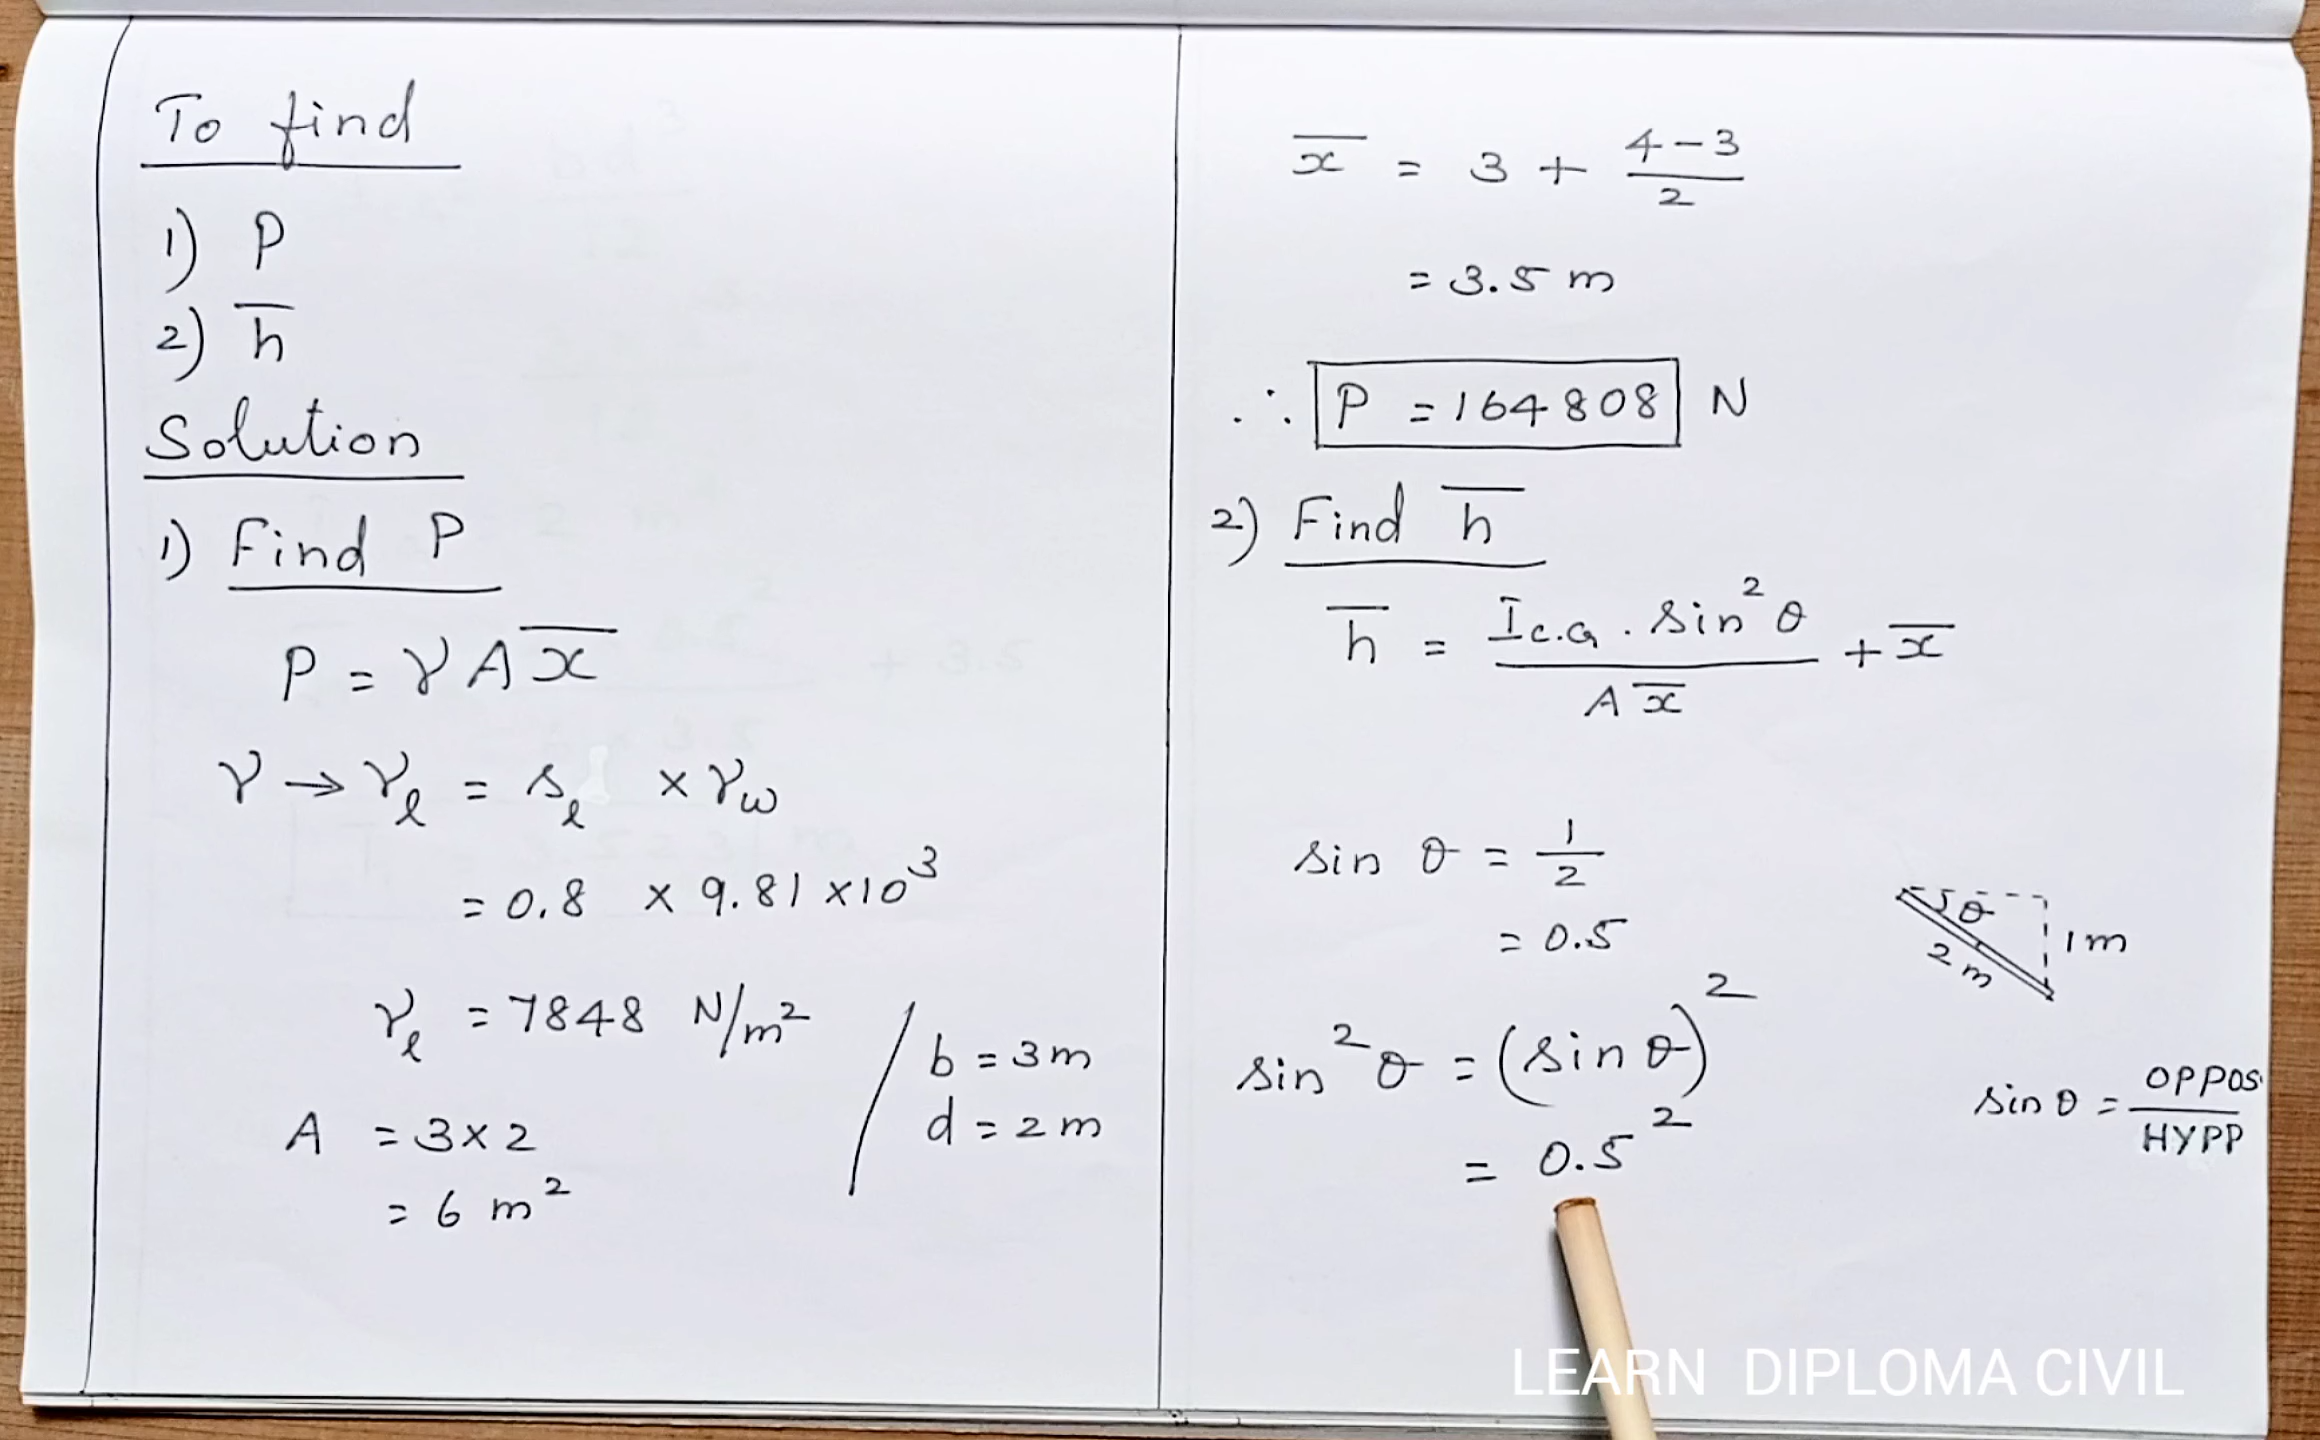 To find
1) P
2) h̅
Solution
1) Find P
P = γ A x̅
γ → γₗ = sₗ × γw
= 0.8 × 9.81 × 10³
γₗ = 7848 N/m²
b = 3m
d = 2m
A = 3 × 2
= 6 m²
x̅ = 3 + (4 - 3)/2
= 3.5 m
∴ P = 164808 N
2) Find h̅
h̅ = (I c.G . sin²θ)/(A x̅) + x̅
sin θ = 1/2
= 0.5
θ
1m
2m
sin²θ = (sin θ)²
= 0.5²
sin θ = OPPOS./HYPP
LEARN DIPLOMA CIVIL